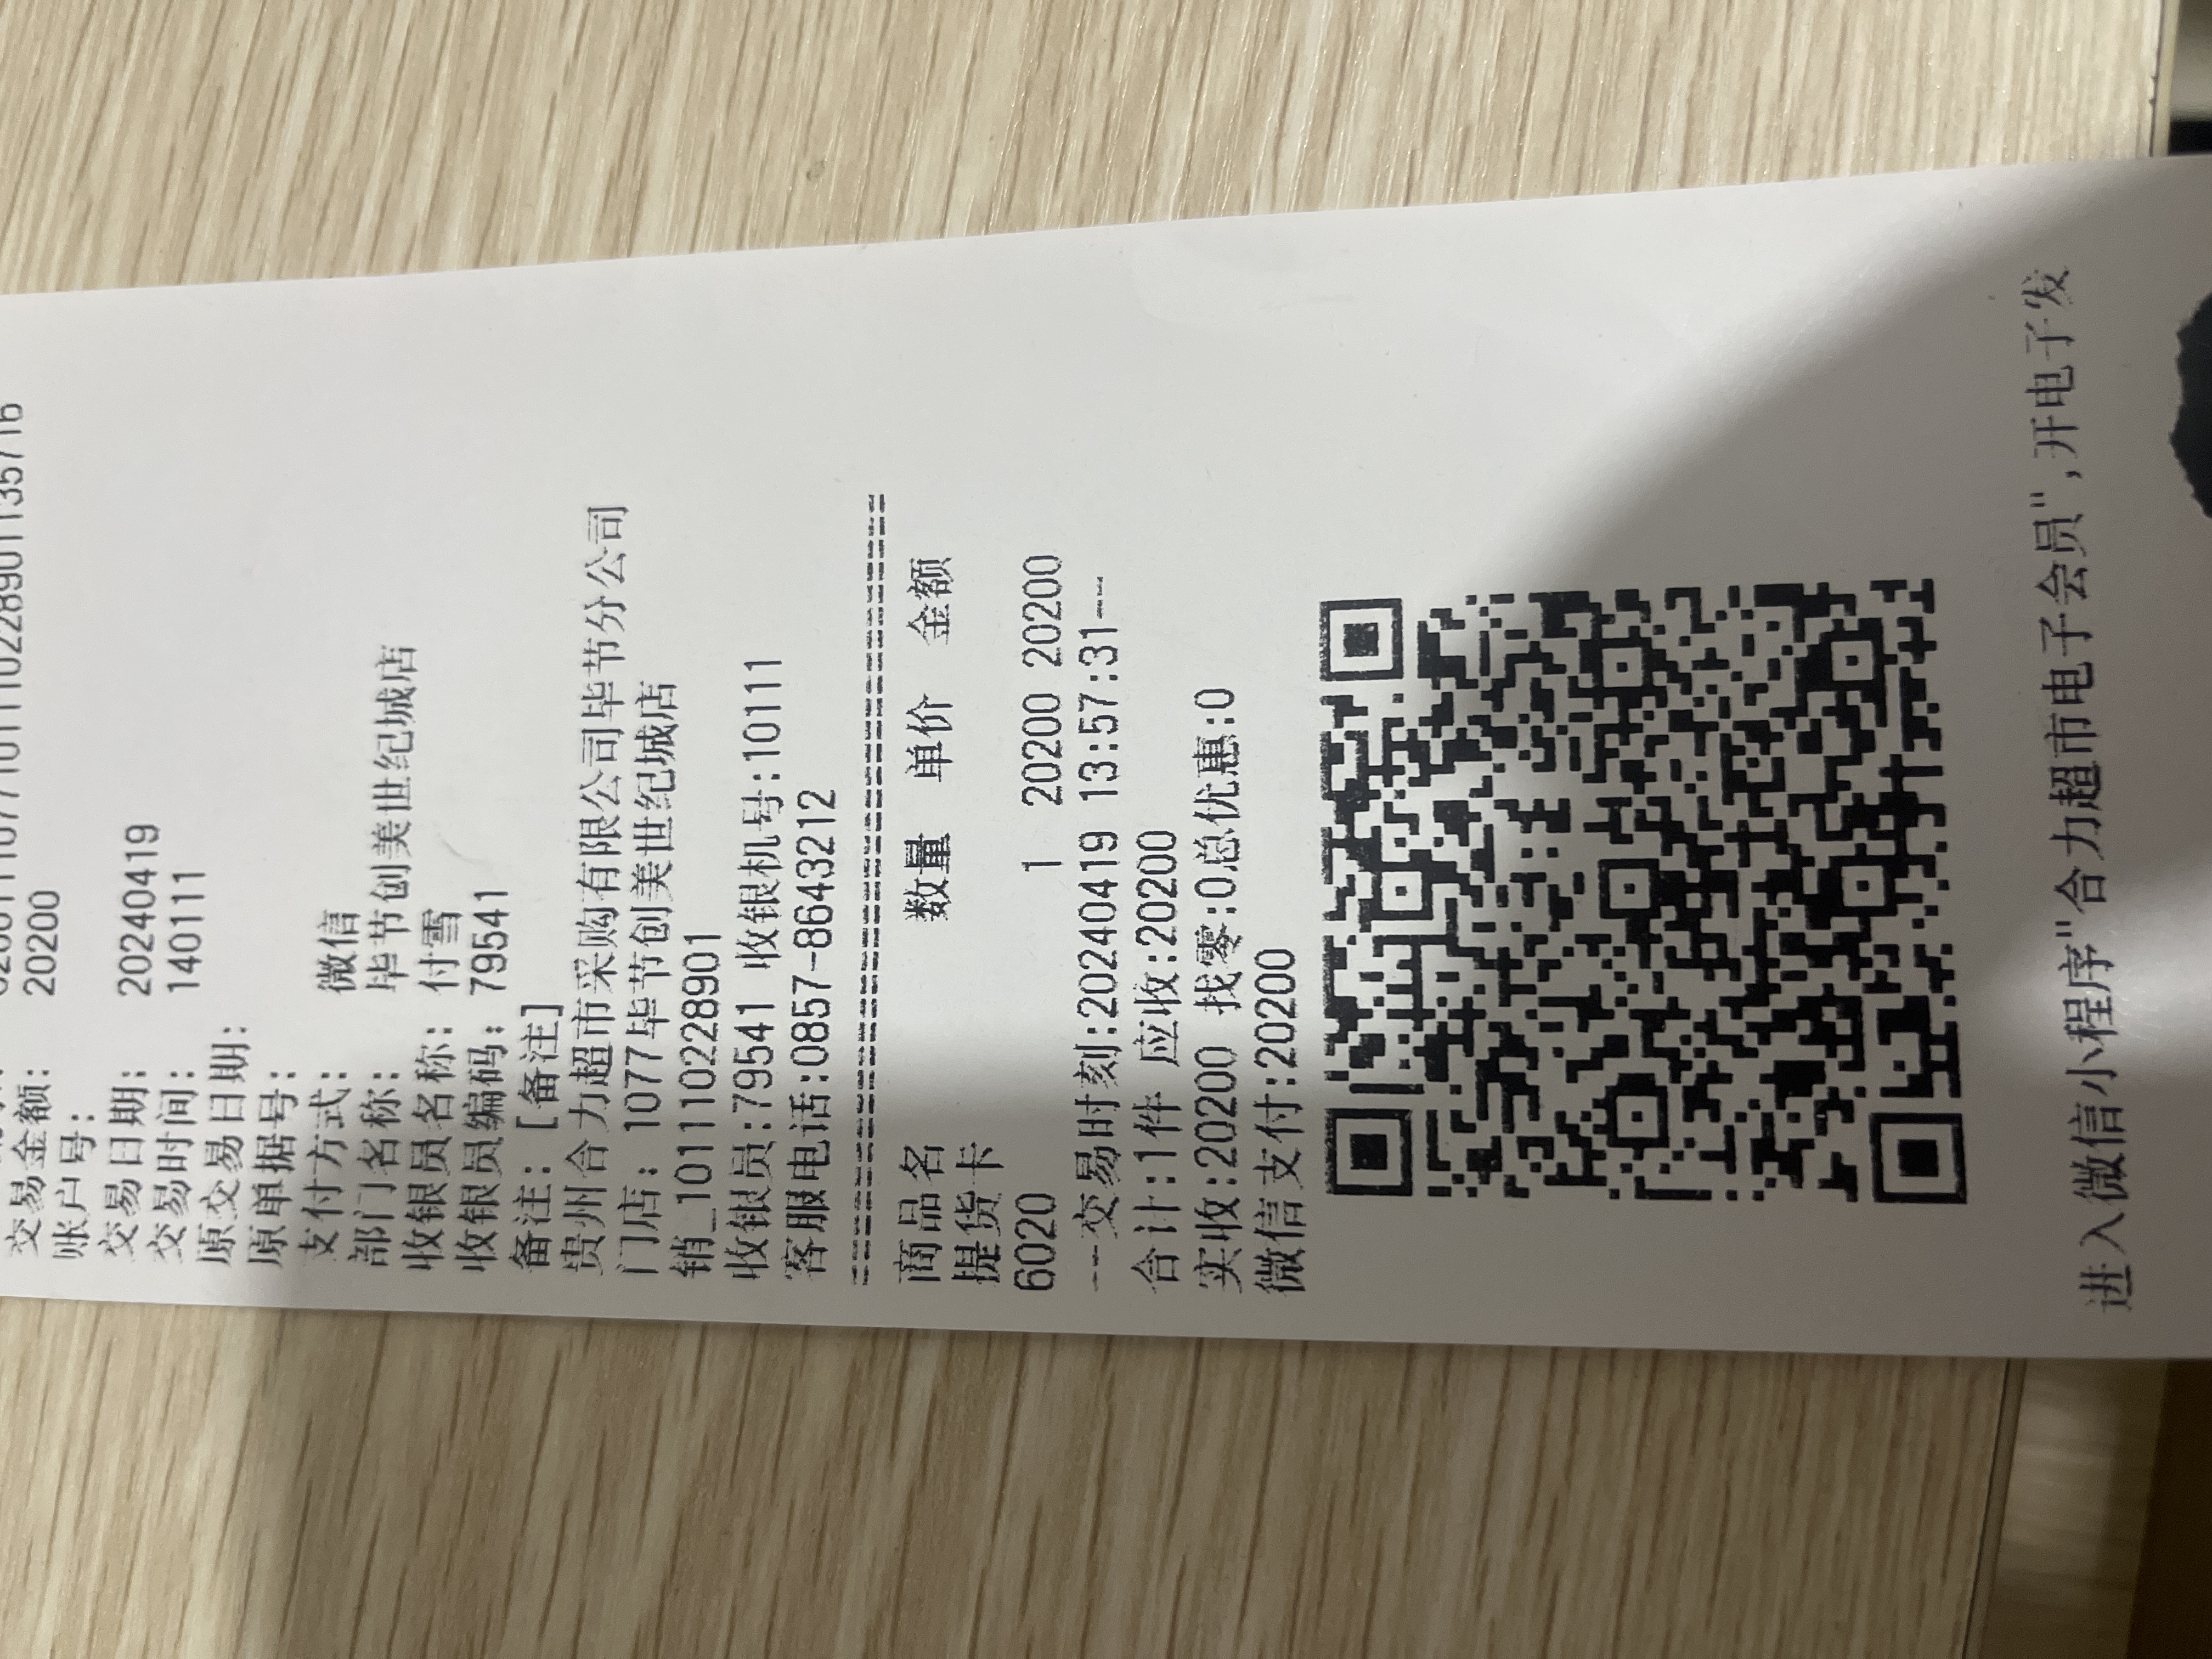 交易金额： 20200
账户号：
交易日期： 20240419
交易时间： 140111
原交易日期：
原单据号：
支付方式： 微信
部门名称： 毕节创美世纪城店
收银员名称： 付雪
收银员编码： 79541
备注：[备注]
贵州合力超市采购有限公司毕节分公司
门店：1077毕节创美世纪城店
销_1011110228901
收银员:79541 收银机号:10111
客服电话:0857-8643212
商品名 数量 单价 金额
提货卡
6020 1 20200 20200
---交易时刻:20240419 13:57:31---
合计:1件 应收:20200
实收:20200 找零:0总优惠:0
微信支付:20200
进入微信小程序"合力超市电子会员",开电子发